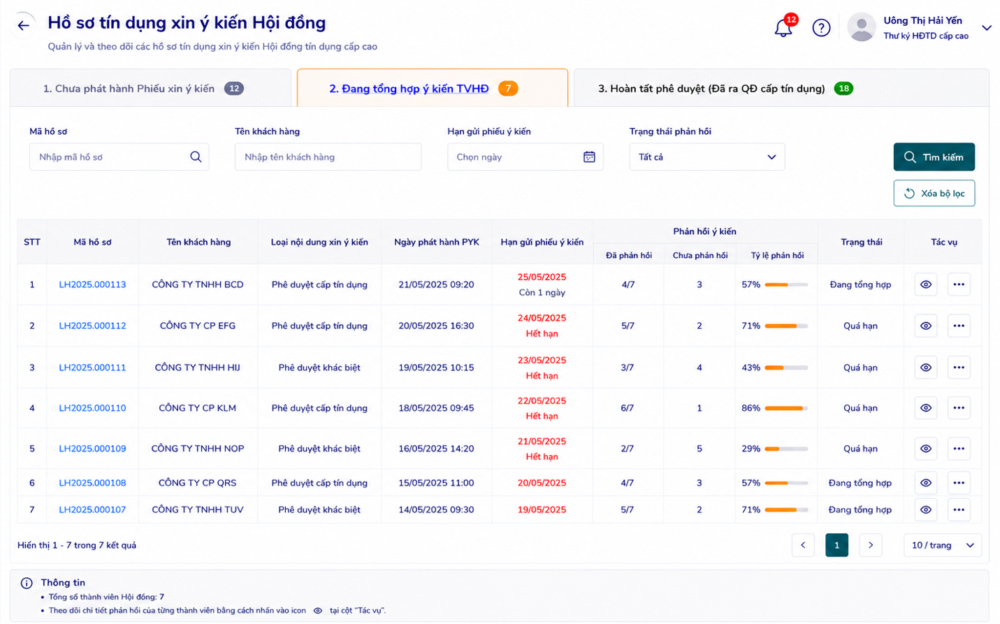 Hồ sơ tín dụng xin ý kiến Hội đồng
Quản lý và theo dõi các hồ sơ tín dụng xin ý kiến Hội đồng tín dụng cấp cao
12
?
Uông Thị Hải Yến
Thư ký HĐTD cấp cao
1. Chưa phát hành Phiếu xin ý kiến 12
2. Đang tổng hợp ý kiến TVHĐ 7
3. Hoàn tất phê duyệt (Đã ra QĐ cấp tín dụng) 18
Mã hồ sơ Tên khách hàng Hạn gửi phiếu ý kiến Trạng thái phản hồi
Nhập mã hồ sơ Nhập tên khách hàng Chọn ngày Tất cả Tìm kiếm
Xóa bộ lọc
STT Mã hồ sơ Tên khách hàng Loại nội dung xin ý kiến Ngày phát hành PYK Hạn gửi phiếu ý kiến Phản hồi ý kiến Trạng thái Tác vụ
Đã phản hồi Chưa phản hồi Tỷ lệ phản hồi
1 LH2025.000113 CÔNG TY TNHH BCD Phê duyệt cấp tín dụng 21/05/2025 09:20 25/05/2025 Còn 1 ngày 4/7 3 57% Đang tổng hợp
2 LH2025.000112 CÔNG TY CP EFG Phê duyệt cấp tín dụng 20/05/2025 16:30 24/05/2025 Hết hạn 5/7 2 71% Quá hạn
3 LH2025.000111 CÔNG TY TNHH HIJ Phê duyệt khác biệt 19/05/2025 10:15 23/05/2025 Hết hạn 3/7 4 43% Quá hạn
4 LH2025.000110 CÔNG TY CP KLM Phê duyệt cấp tín dụng 18/05/2025 09:45 22/05/2025 Hết hạn 6/7 1 86% Quá hạn
5 LH2025.000109 CÔNG TY TNHH NOP Phê duyệt khác biệt 16/05/2025 14:20 21/05/2025 Hết hạn 2/7 5 29% Quá hạn
6 LH2025.000108 CÔNG TY CP QRS Phê duyệt cấp tín dụng 15/05/2025 11:00 20/05/2025 4/7 3 57% Đang tổng hợp
7 LH2025.000107 CÔNG TY TNHH TUV Phê duyệt khác biệt 14/05/2025 09:30 19/05/2025 5/7 2 71% Đang tổng hợp
Hiển thị 1 - 7 trong 7 kết quả
1
10 / trang
Thông tin
• Tổng số thành viên Hội đồng: 7
• Theo dõi chi tiết phản hồi của từng thành viên bằng cách nhấn vào icon tại cột “Tác vụ”.